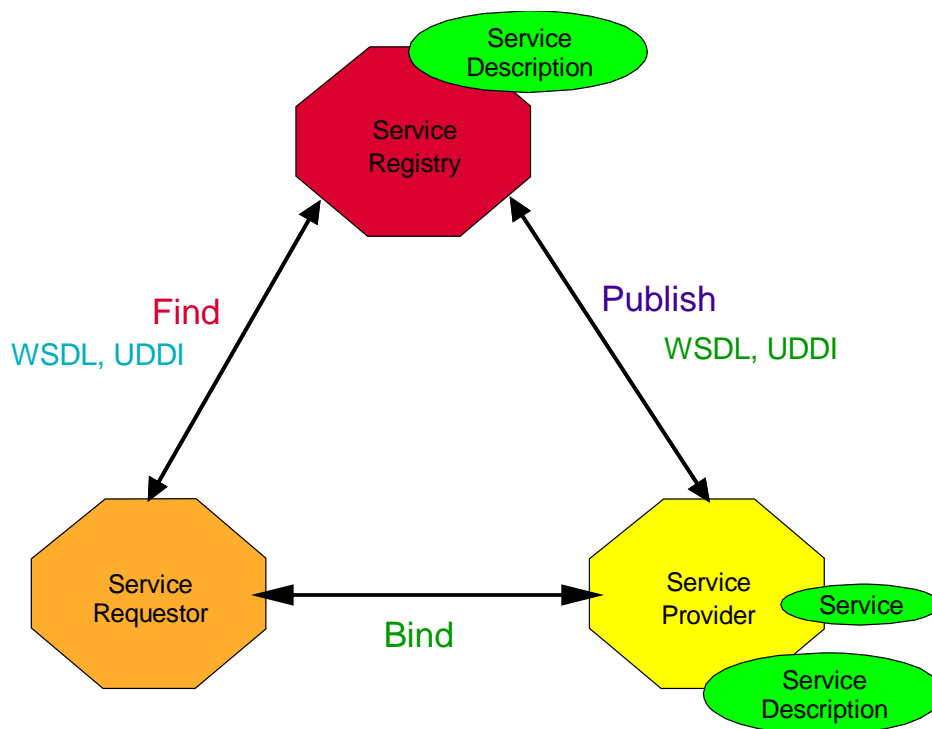 Service
Description
Service
Registry
Find
WSDL, UDDI
Publish
WSDL, UDDI
Service
Requestor
Bind
Service
Provider
Service
Service
Description